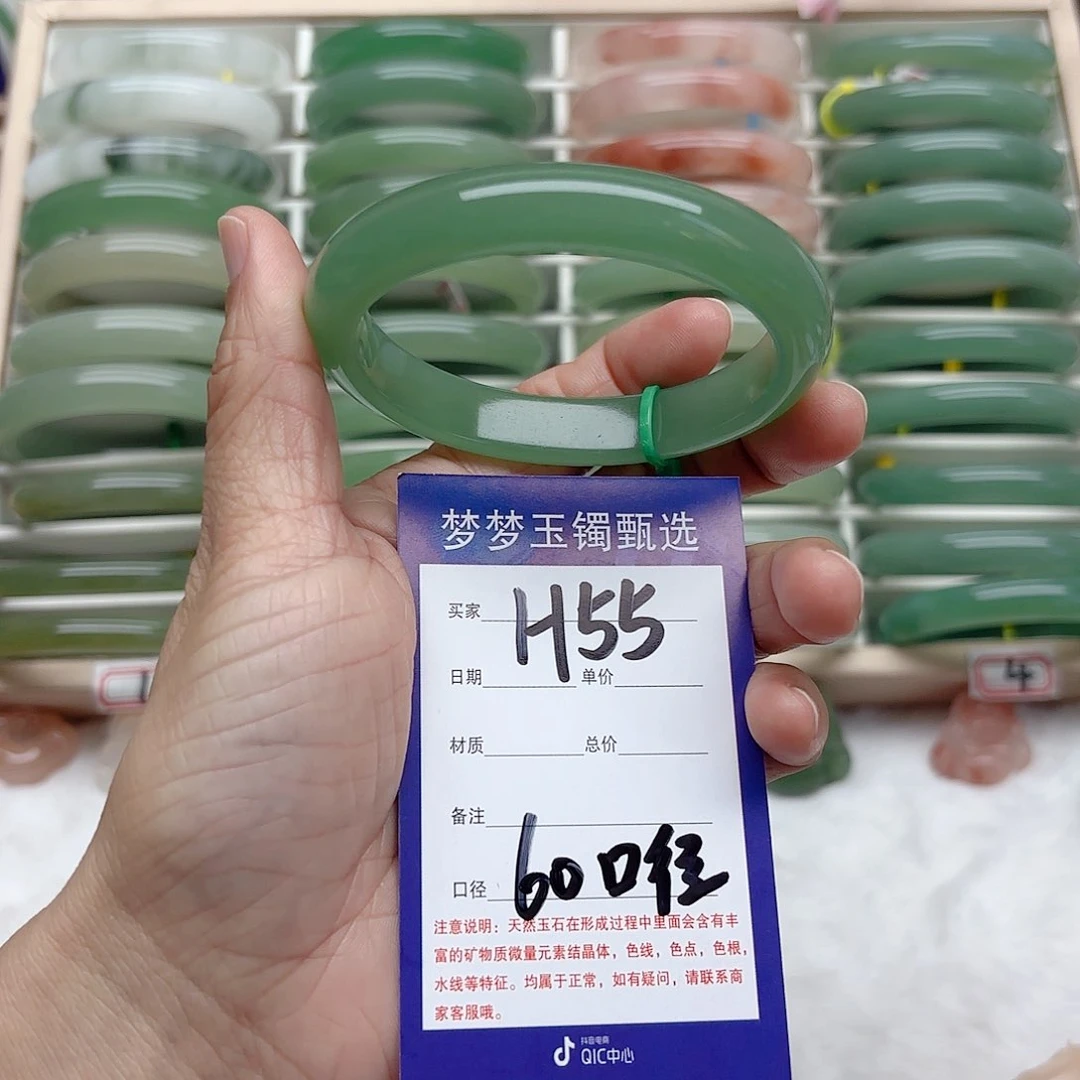 梦梦玉镯甄选
买家 H55
日期 单价
材质 总价
备注
口径 60口径
注意说明：天然玉石在形成过程中里面会含有丰
富的矿物质微量元素结晶体，色线，色点，色根，
水线等特征。均属于正常，如有疑问，请联系商
家客服哦。
抖音电商
QIC中心
1
4